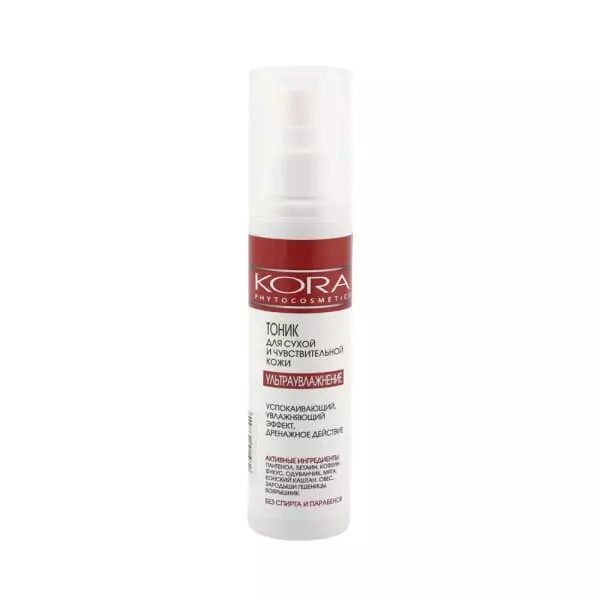 KORA
PHYTOCOSMETICS
ТОНИК
ДЛЯ СУХОЙ
И ЧУВСТВИТЕЛЬНОЙ
КОЖИ
УЛЬТРАУВЛАЖНЕНИЕ
УСПОКАИВАЮЩИЙ,
УВЛАЖНЯЮЩИЙ
ЭФФЕКТ,
ДРЕНАЖНОЕ ДЕЙСТВИЕ
АКТИВНЫЕ ИНГРЕДИЕНТЫ:
ПАНТЕНОЛ, БЕТАИН, КОФЕИН,
ФУКУС, ОДУВАНЧИК, МЯТА,
КОНСКИЙ КАШТАН, ОВЕС,
ЗАРОДЫШИ ПШЕНИЦЫ,
БОЯРЫШНИК
БЕЗ СПИРТА И ПАРАБЕНОВ